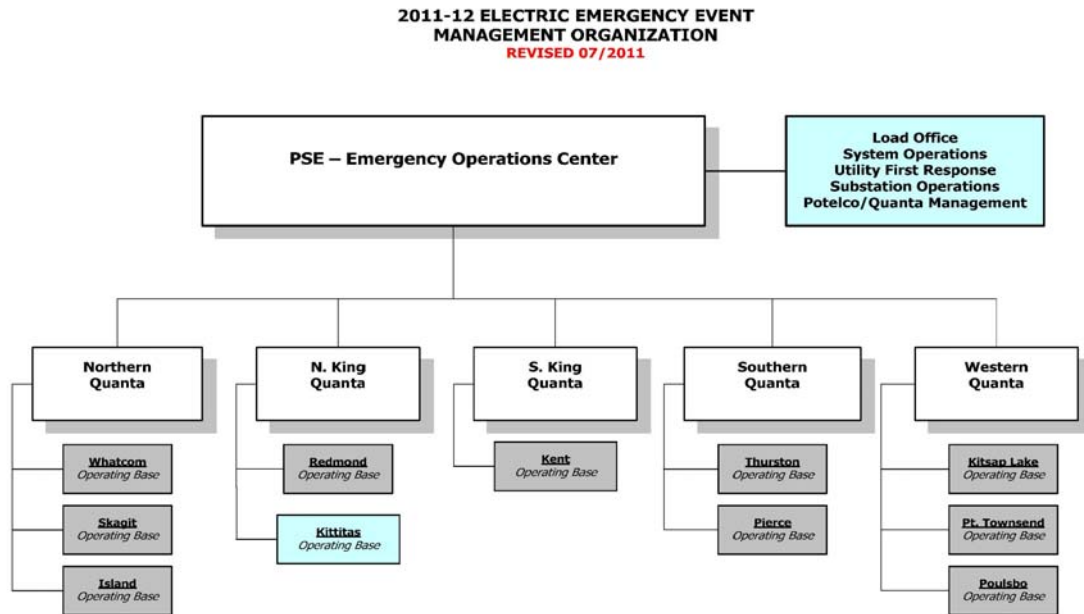 2011-12 ELECTRIC EMERGENCY EVENT
MANAGEMENT ORGANIZATION
REVISED 07/2011
PSE – Emergency Operations Center
Load Office
System Operations
Utility First Response
Substation Operations
Potelco/Quanta Management
Northern
Quanta
N. King
Quanta
S. King
Quanta
Southern
Quanta
Western
Quanta
Whatcom
Operating Base
Skagit
Operating Base
Island
Operating Base
Redmond
Operating Base
Kittitas
Operating Base
Kent
Operating Base
Thurston
Operating Base
Pierce
Operating Base
Kitsap Lake
Operating Base
Pt. Townsend
Operating Base
Poulsbo
Operating Base